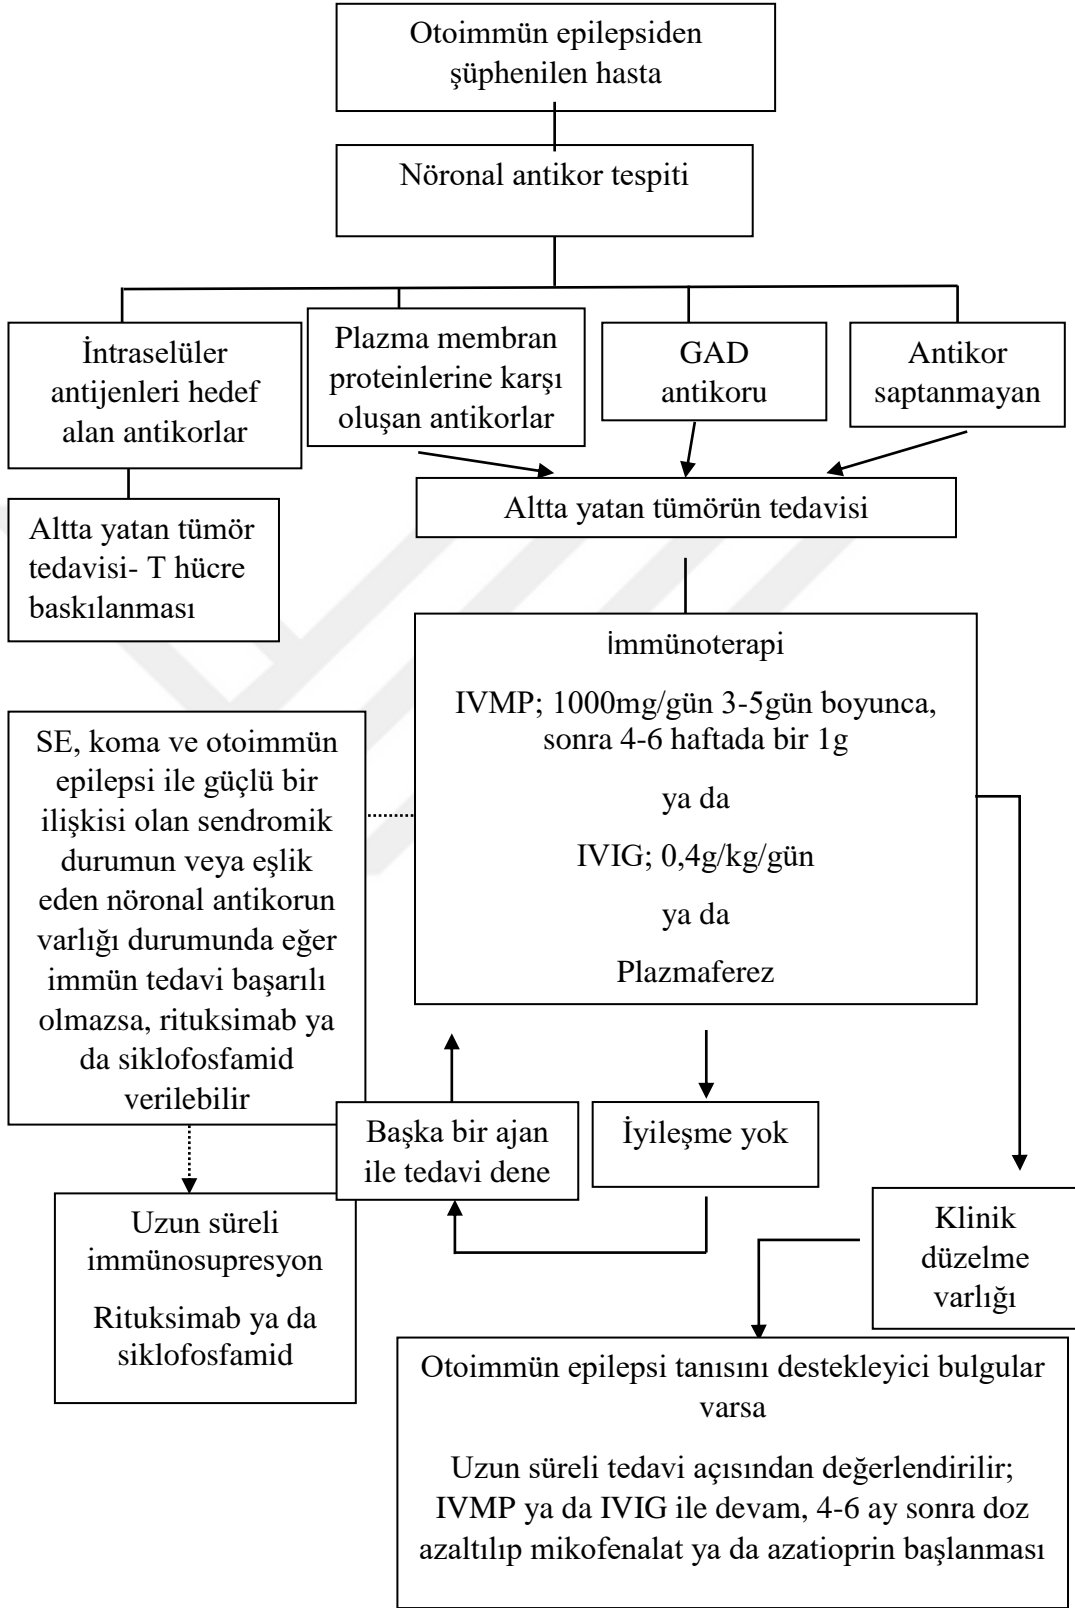 Otoimmün epilepsiden
şüphenilen hasta
Nöronal antikor tespiti
İntraselüler
antijenleri hedef
alan antikorlar
Plazma membran
proteinlerine karşı
oluşan antikorlar
GAD
antikoru
Antikor
saptanmayan
Altta yatan tümör
tedavisi- T hücre
baskılanması
Altta yatan tümörün tedavisi
İmmünoterapi
IVMP; 1000mg/gün 3-5gün boyunca,
sonra 4-6 haftada bir 1g
ya da
IVIG; 0,4g/kg/gün
ya da
Plazmaferez
SE, koma ve otoimmün
epilepsi ile güçlü bir
ilişkisi olan sendromik
durumun veya eşlik
eden nöronal antikorun
varlığı durumunda eğer
immün tedavi başarılı
olmazsa, rituksimab ya
da siklofosfamid
verilebilir
Başka bir ajan
ile tedavi dene
İyileşme yok
Uzun süreli
immünosupresyon
Rituksimab ya da
siklofosfamid
Klinik
düzelme
varlığı
Otoimmün epilepsi tanısını destekleyici bulgular
varsa
Uzun süreli tedavi açısından değerlendirilir;
IVMP ya da IVIG ile devam, 4-6 ay sonra doz
azaltılıp mikofenalat ya da azatioprin başlanması